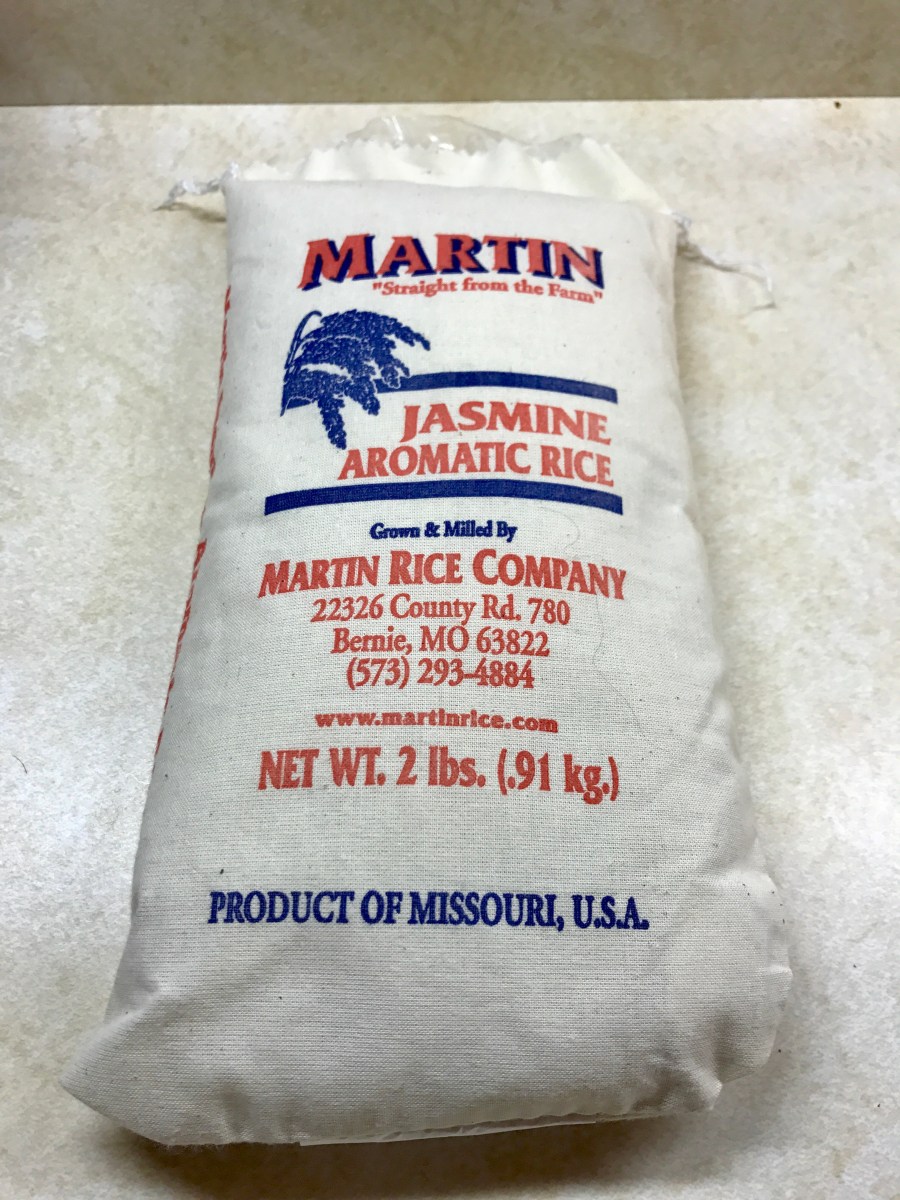 MARTIN
"Straight from the Farm"
JASMINE
AROMATIC RICE
Grown & Milled By
MARTIN RICE COMPANY
22326 County Rd. 780
Bernie, MO 63822
(573) 293-4884
www.martinrice.com
NET WT. 2 lbs. (.91 kg.)
PRODUCT OF MISSOURI, U.S.A.